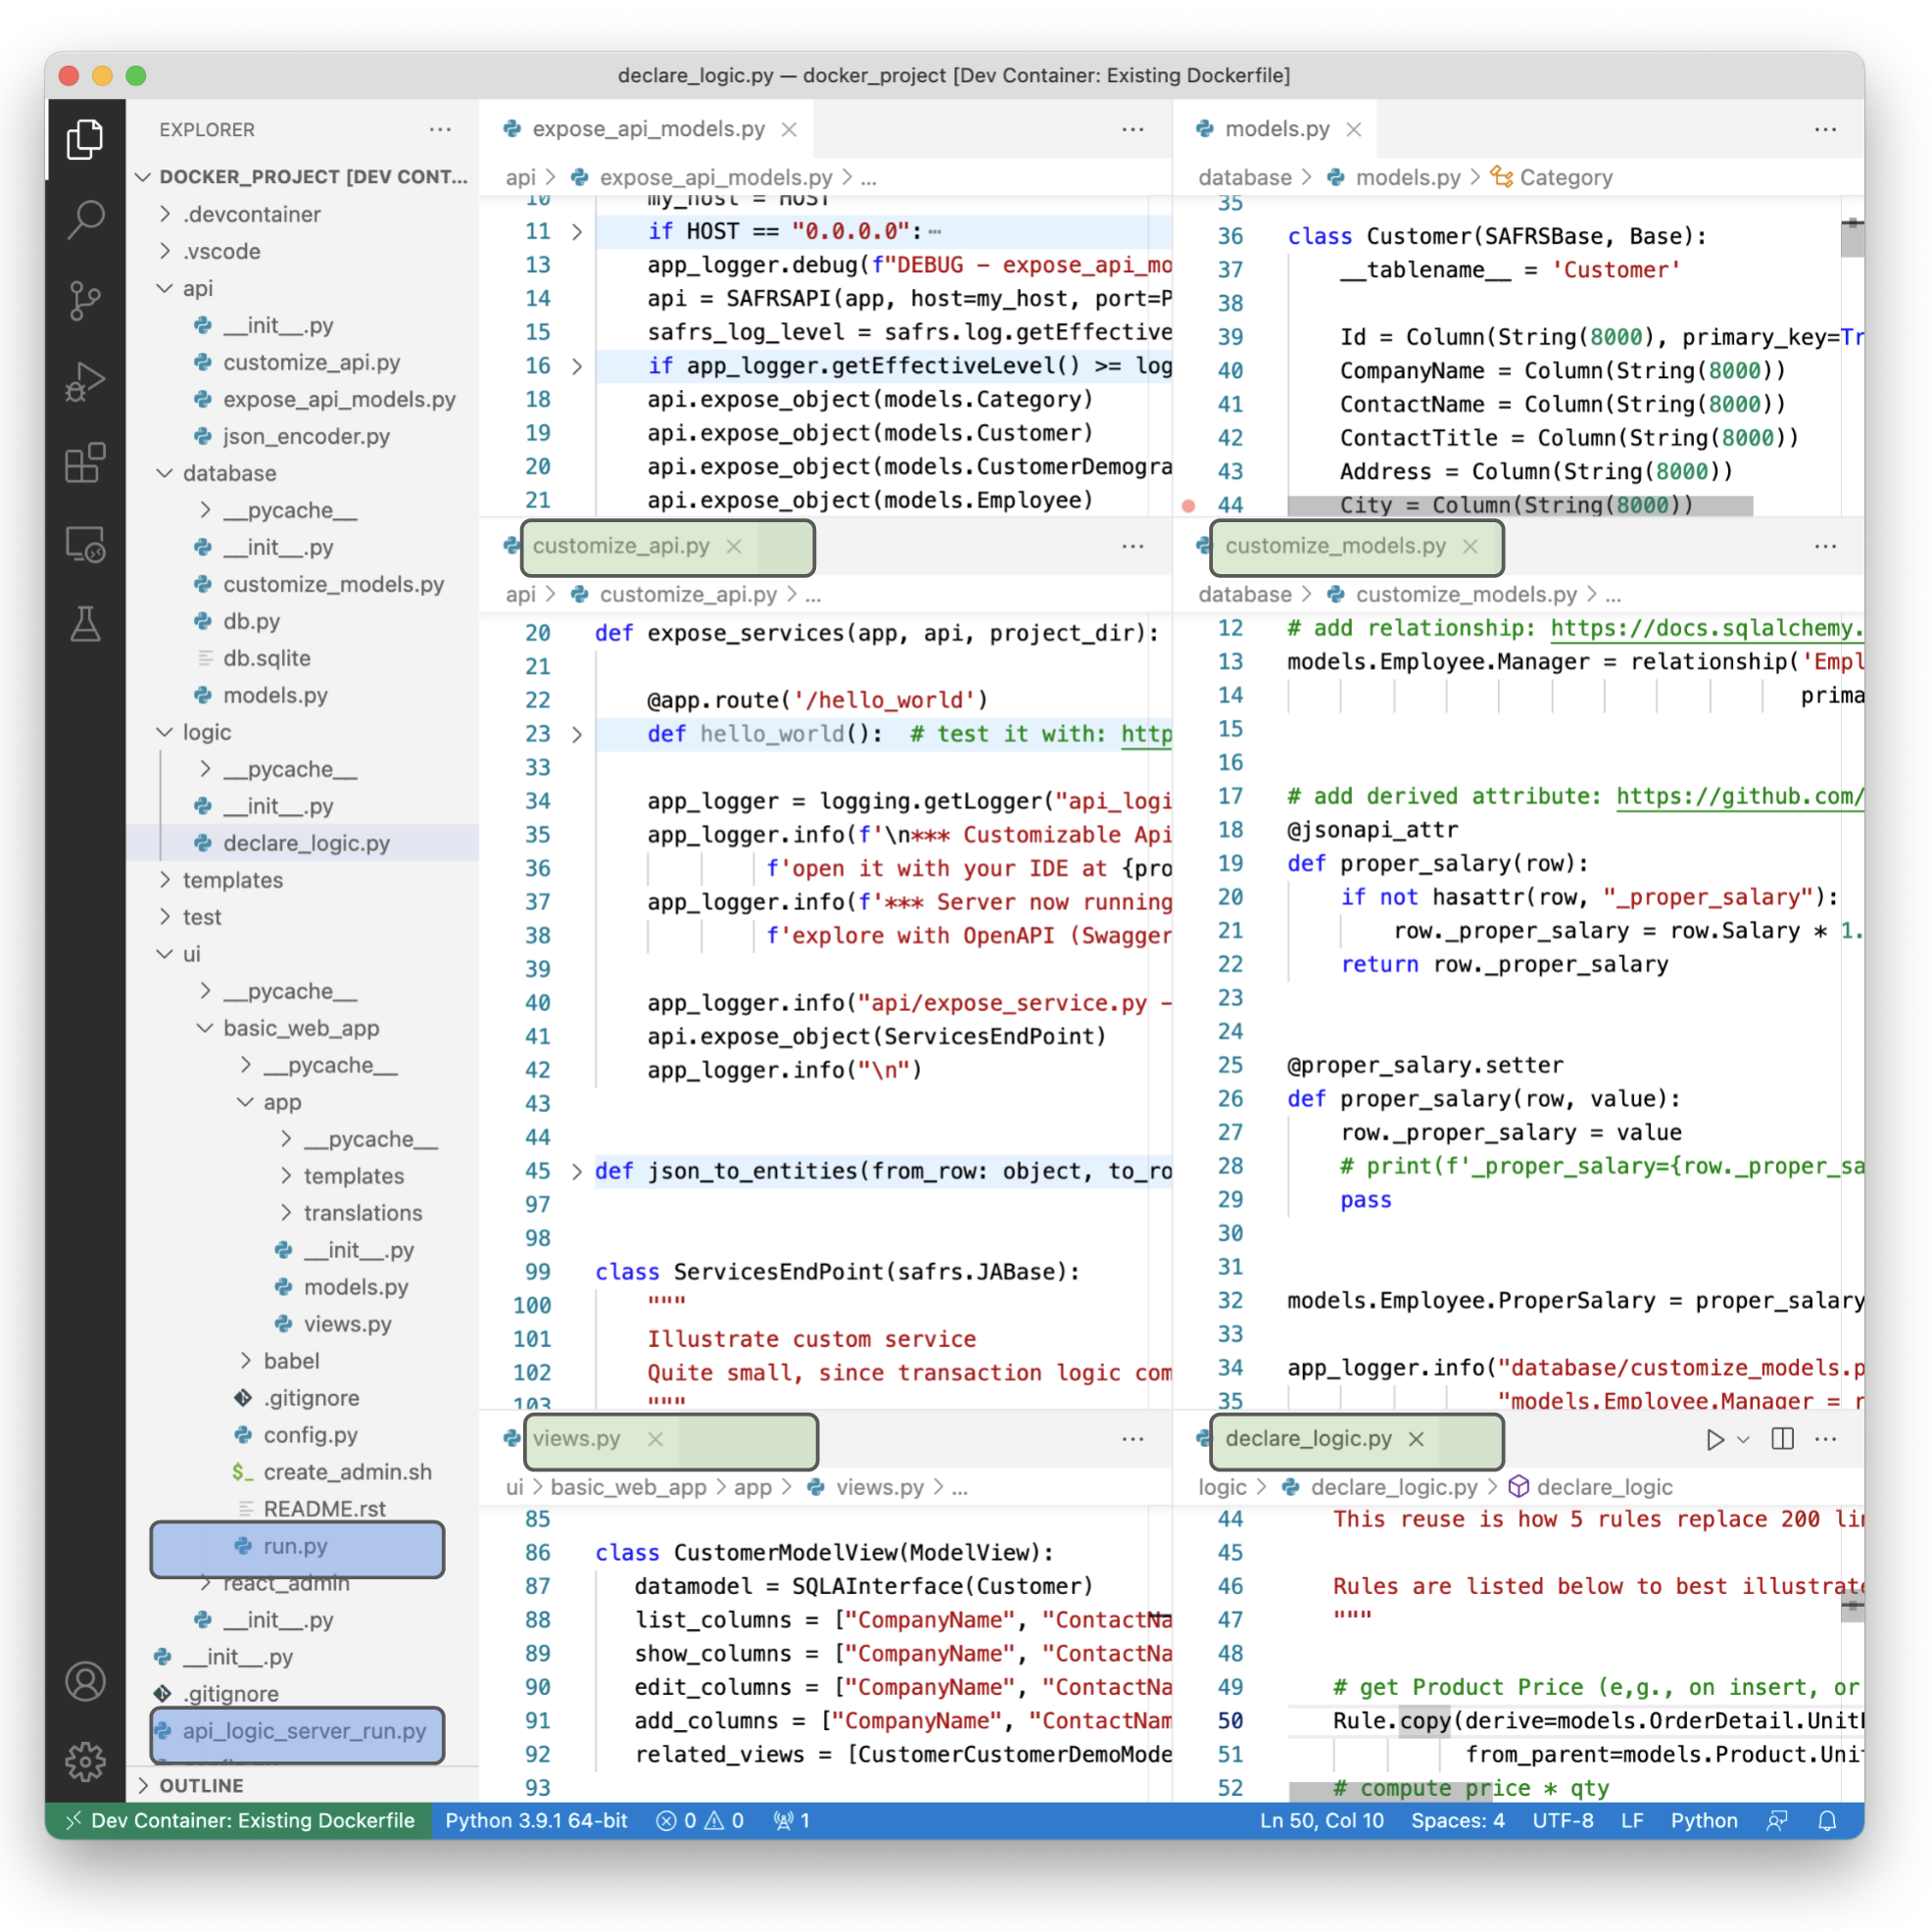 declare_logic.py — docker_project [Dev Container: Existing Dockerfile]
EXPLORER
DOCKER_PROJECT [DEV CONT...
.devcontainer
.vscode
api
__init__.py
customize_api.py
expose_api_models.py
json_encoder.py
database
__pycache__
__init__.py
customize_models.py
db.py
db.sqlite
models.py
logic
__pycache__
__init__.py
declare_logic.py
templates
test
ui
__pycache__
basic_web_app
__pycache__
app
__pycache__
templates
translations
__init__.py
models.py
views.py
babel
.gitignore
config.py
create_admin.sh
README.rst
run.py
react_admin
__init__.py
__init__.py
.gitignore
api_logic_server_run.py
OUTLINE
expose_api_models.py
api > expose_api_models.py > ...
10 my_host = HOST
11 if HOST == "0.0.0.0": ...
13 app_logger.debug(f"DEBUG - expose_api_mo
14 api = SAFRSAPI(app, host=my_host, port=P
15 safrs_log_level = safrs.log.getEffective
16 if app_logger.getEffectiveLevel() >= log
18 api.expose_object(models.Category)
19 api.expose_object(models.Customer)
20 api.expose_object(models.CustomerDemogra
21 api.expose_object(models.Employee)
models.py
database > models.py > Category
35
36 class Customer(SAFRSBase, Base):
37 __tablename__ = 'Customer'
38
39 Id = Column(String(8000), primary_key=Tr
40 CompanyName = Column(String(8000))
41 ContactName = Column(String(8000))
42 ContactTitle = Column(String(8000))
43 Address = Column(String(8000))
44 City = Column(String(8000))
customize_api.py
api > customize_api.py > ...
20 def expose_services(app, api, project_dir):
21
22 @app.route('/hello_world')
23 def hello_world(): # test it with: http
33
34 app_logger = logging.getLogger("api_logi
35 app_logger.info(f'\n*** Customizable Api
36 f'open it with your IDE at {pro
37 app_logger.info(f'*** Server now running
38 f'explore with OpenAPI (Swagger
39
40 app_logger.info("api/expose_service.py -
41 api.expose_object(ServicesEndPoint)
42 app_logger.info("\n")
43
44
45 def json_to_entities(from_row: object, to_ro
97
98
99 class ServicesEndPoint(safrs.JABase):
100 """
101 Illustrate custom service
102 Quite small, since transaction logic com
103 """
customize_models.py
database > customize_models.py > ...
12 # add relationship: https://docs.sqlalchemy.
13 models.Employee.Manager = relationship('Empl
14 prima
15
16
17 # add derived attribute: https://github.com/
18 @jsonapi_attr
19 def proper_salary(row):
20 if not hasattr(row, "_proper_salary"):
21 row._proper_salary = row.Salary * 1.
22 return row._proper_salary
23
24
25 @proper_salary.setter
26 def proper_salary(row, value):
27 row._proper_salary = value
28 # print(f'_proper_salary={row._proper_sa
29 pass
30
31
32 models.Employee.ProperSalary = proper_salary
33
34 app_logger.info("database/customize_models.p
35 "models.Employee.Manager = r
views.py
ui > basic_web_app > app > views.py > ...
85
86 class CustomerModelView(ModelView):
87 datamodel = SQLAInterface(Customer)
88 list_columns = ["CompanyName", "ContactNa
89 show_columns = ["CompanyName", "ContactNa
90 edit_columns = ["CompanyName", "ContactNa
91 add_columns = ["CompanyName", "ContactNam
92 related_views = [CustomerCustomerDemoMode
93
declare_logic.py
logic > declare_logic.py > declare_logic
44 This reuse is how 5 rules replace 200 lin
45
46 Rules are listed below to best illustrate
47 """
48
49 # get Product Price (e,g., on insert, or
50 Rule.copy(derive=models.OrderDetail.Unit
51 from_parent=models.Product.Uni
52 # compute price * qty
Dev Container: Existing Dockerfile Python 3.9.1 64-bit 0 0 1 Ln 50, Col 10 Spaces: 4 UTF-8 LF Python